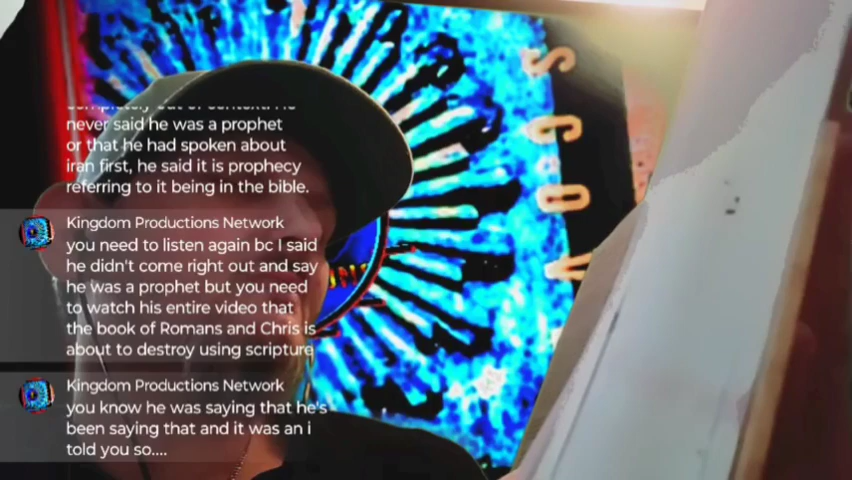 never said he was a prophet
or that he had spoken about
iran first, he said it is prophecy
referring to it being in the bible.
Kingdom Productions Network
you need to listen again bc I said
he didn't come right out and say
he was a prophet but you need
to watch his entire video that
the book of Romans and Chris is
about to destroy using scripture
Kingdom Productions Network
you know he was saying that he's
been saying that and it was an i
told you so....